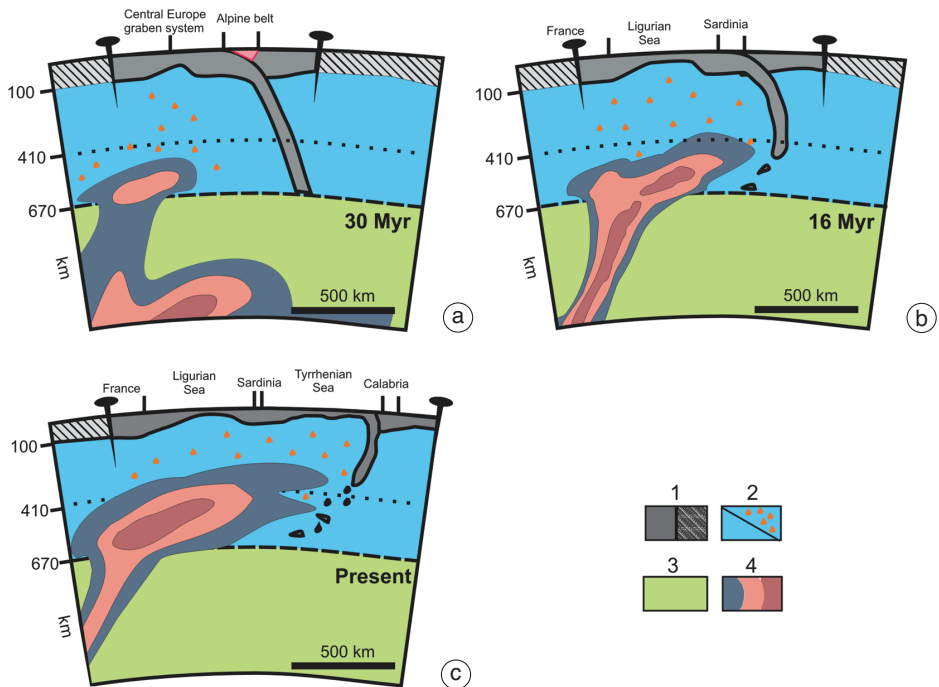 Central Europe
graben system
Alpine belt
100
410
670
km
30 Myr
500 km
a
France
Ligurian
Sea
Sardinia
100
410
670
km
16 Myr
500 km
b
France
Ligurian
Sea
Sardinia
Tyrrhenian
Sea
Calabria
100
410
670
km
Present
500 km
c
1
2
3
4